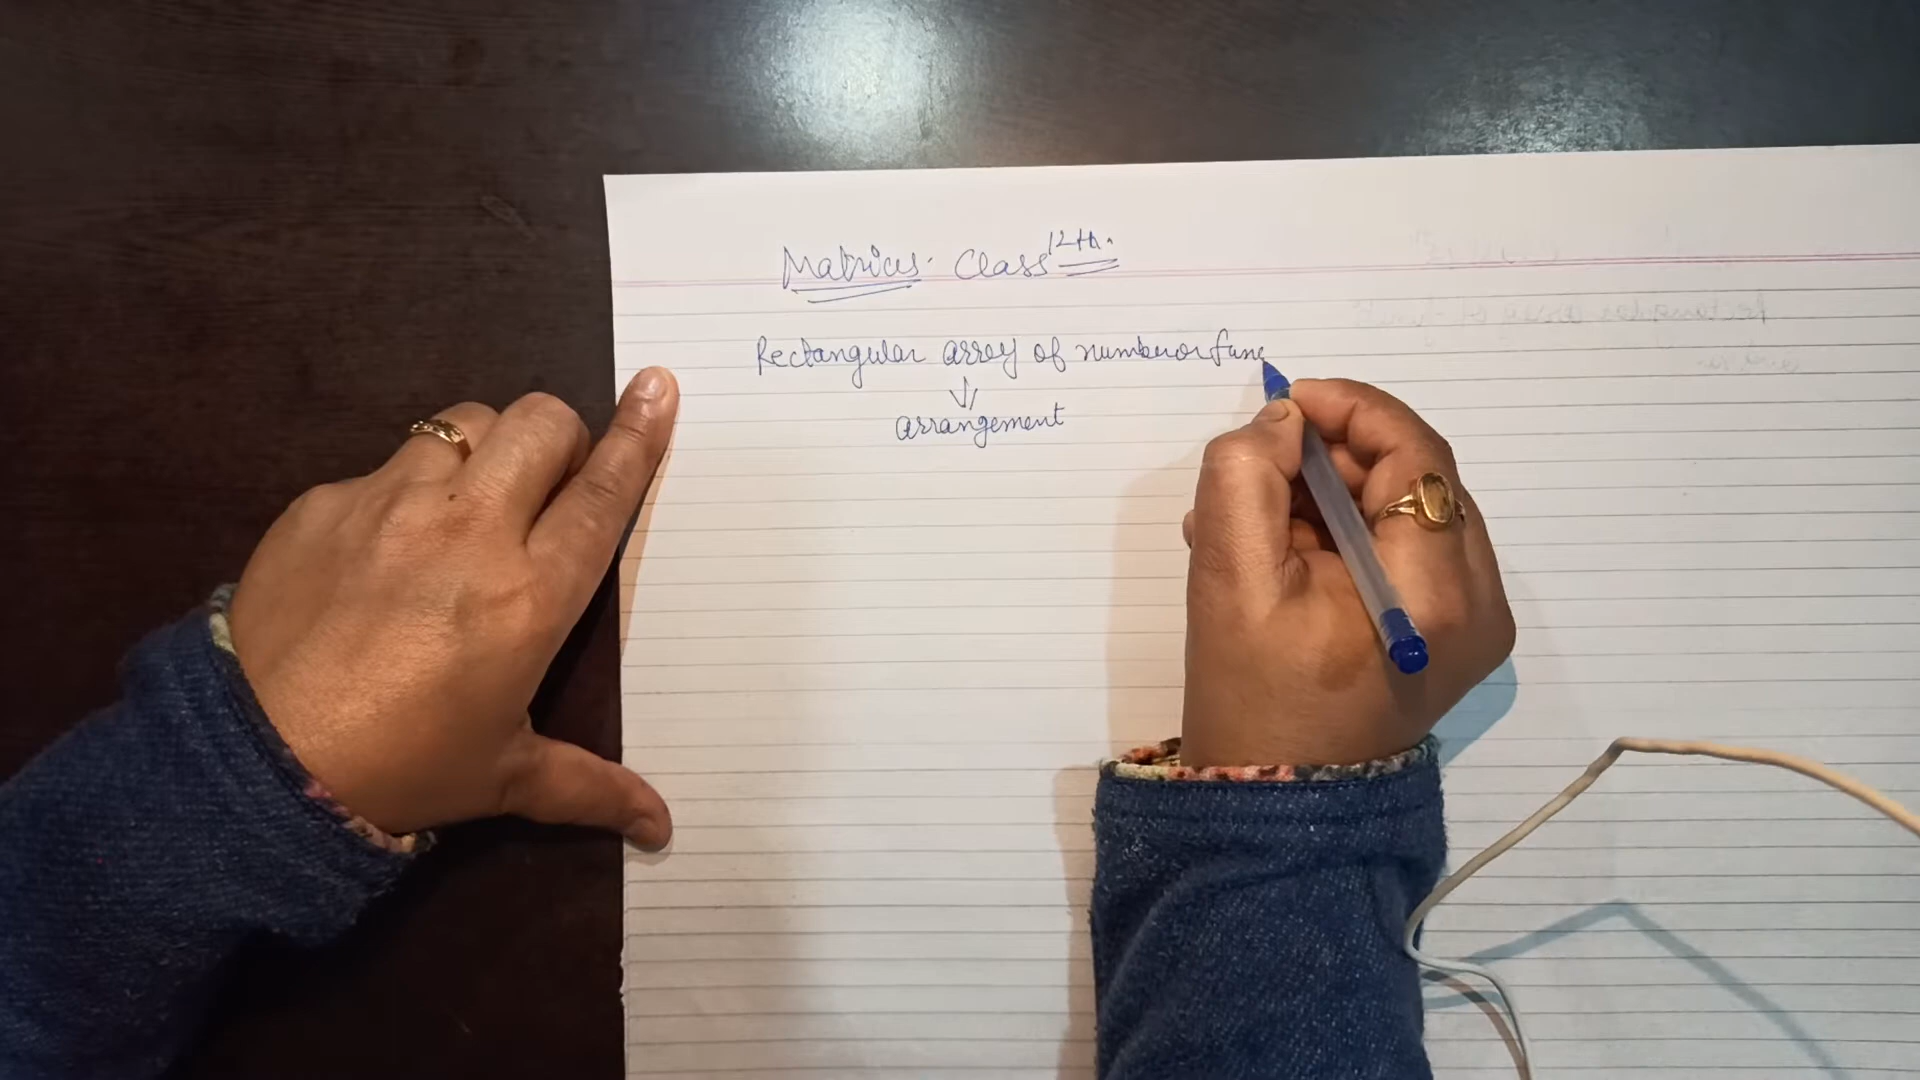 Matrices. Class 12th.
Rectangular array of number or func
arrangement